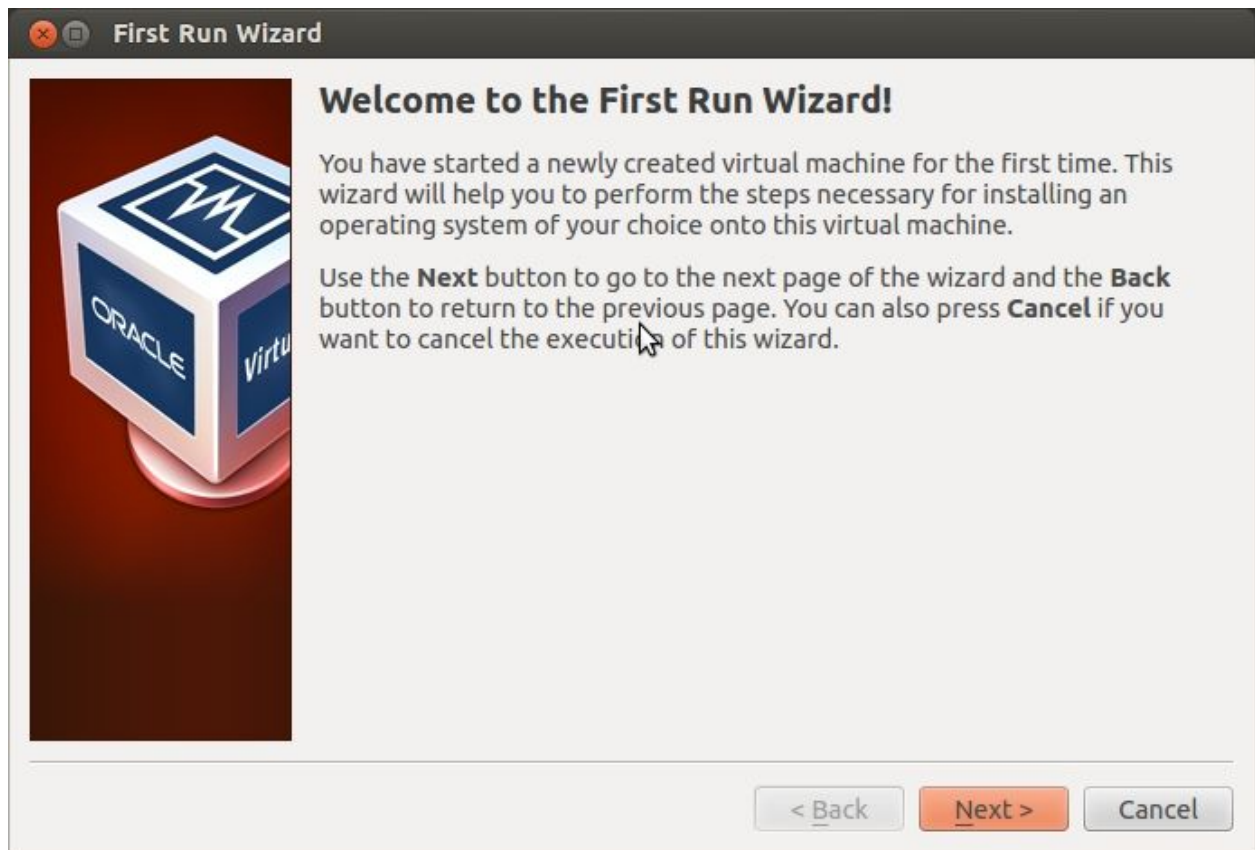 First Run Wizard
Welcome to the First Run Wizard!
You have started a newly created virtual machine for the first time. This
wizard will help you to perform the steps necessary for installing an
operating system of your choice onto this virtual machine.
Use the Next button to go to the next page of the wizard and the Back
button to return to the previous page. You can also press Cancel if you
want to cancel the execution of this wizard.
ORACLE
Virtu
< Back
Next >
Cancel